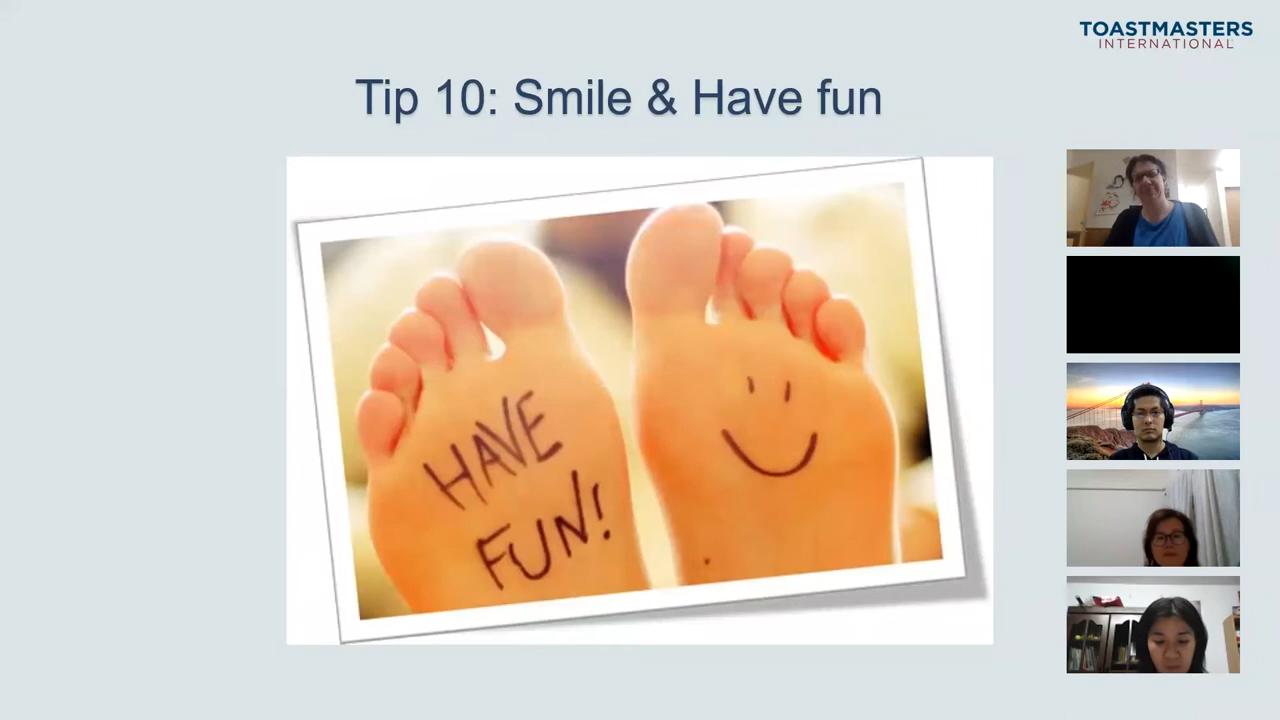 TOASTMASTERS
INTERNATIONAL
Tip 10: Smile & Have fun
HAVE
FUN!